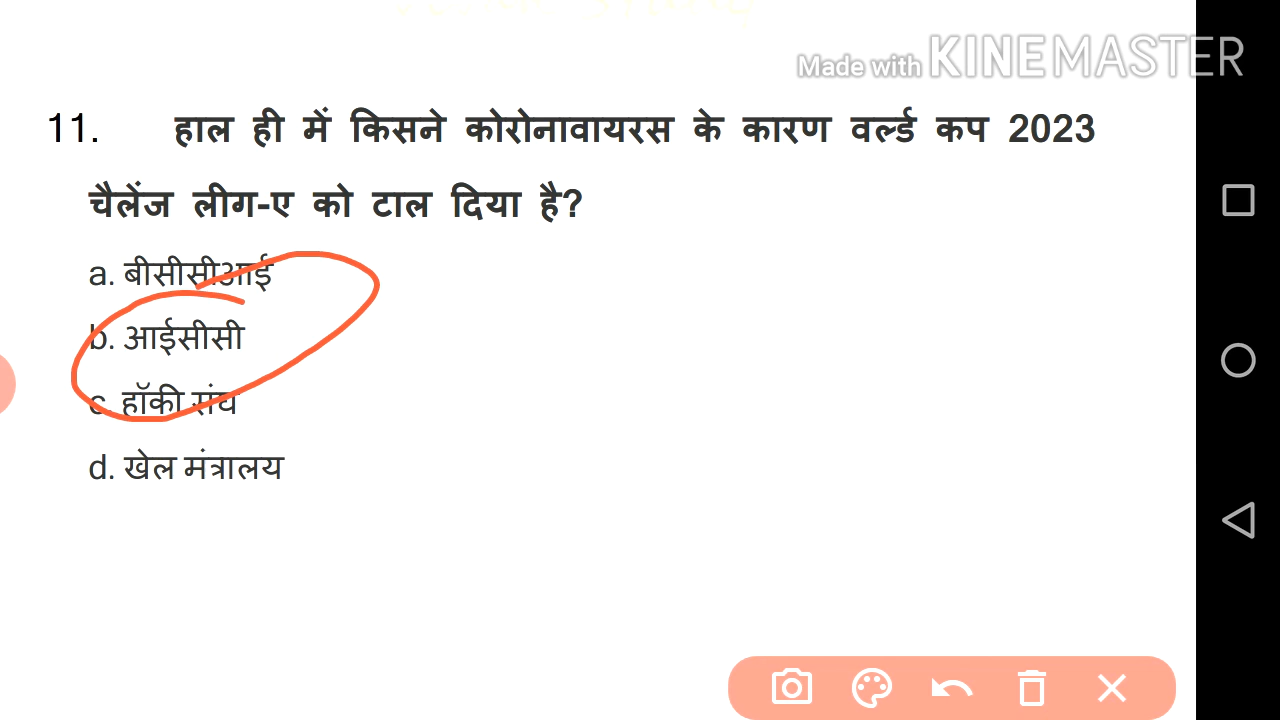 Made with KINEMASTER
11. हाल ही में किसने कोरोनावायरस के कारण वर्ल्ड कप 2023
चैलेंज लीग-ए को टाल दिया है?
a. बीसीसीआई
b. आईसीसी
c. हॉकी संघ
d. खेल मंत्रालय